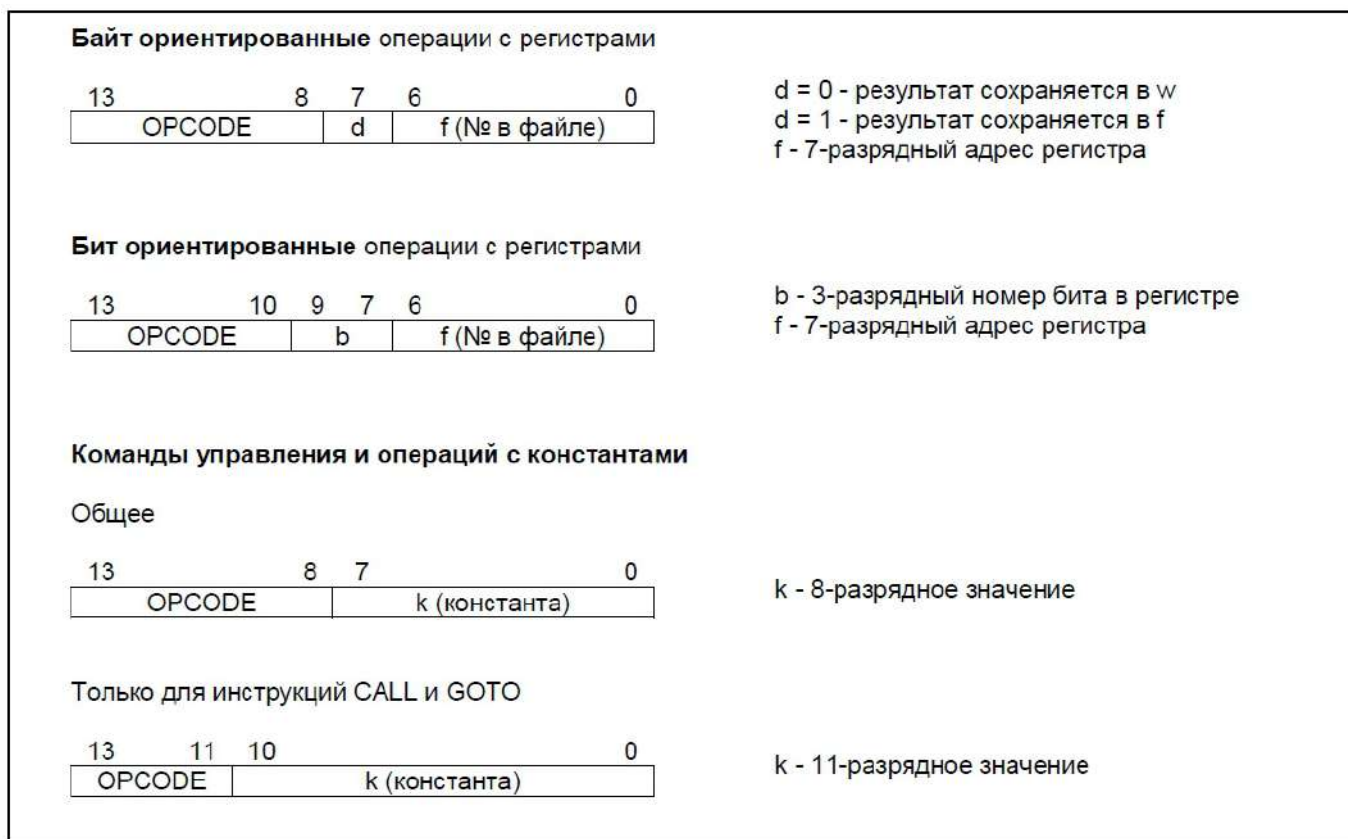 Байт ориентированные операции с регистрами
13 8 7 6 0
OPCODE d f (№ в файле)
d = 0 - результат сохраняется в w
d = 1 - результат сохраняется в f
f - 7-разрядный адрес регистра
Бит ориентированные операции с регистрами
13 10 9 7 6 0
OPCODE b f (№ в файле)
b - 3-разрядный номер бита в регистре
f - 7-разрядный адрес регистра
Команды управления и операций с константами
Общее
13 8 7 0
OPCODE k (константа)
k - 8-разрядное значение
Только для инструкций CALL и GOTO
13 11 10 0
OPCODE k (константа)
k - 11-разрядное значение